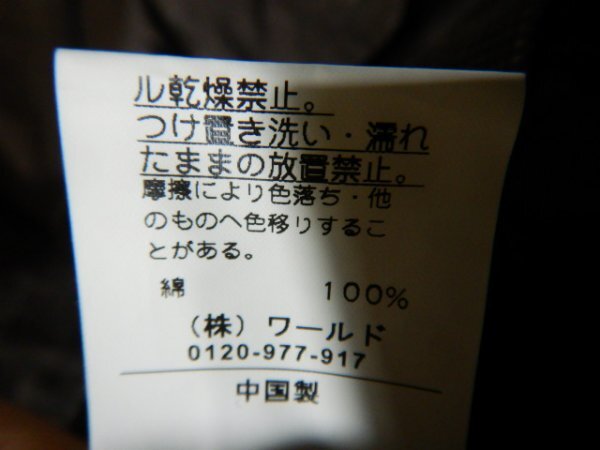 ル乾燥禁止。
つけ置き洗い・濡れ
たままの放置禁止。
摩擦により色落ち・他
のものへ色移りするこ
とがある。
綿 100%
(株)ワールド
0120-977-917
中国製